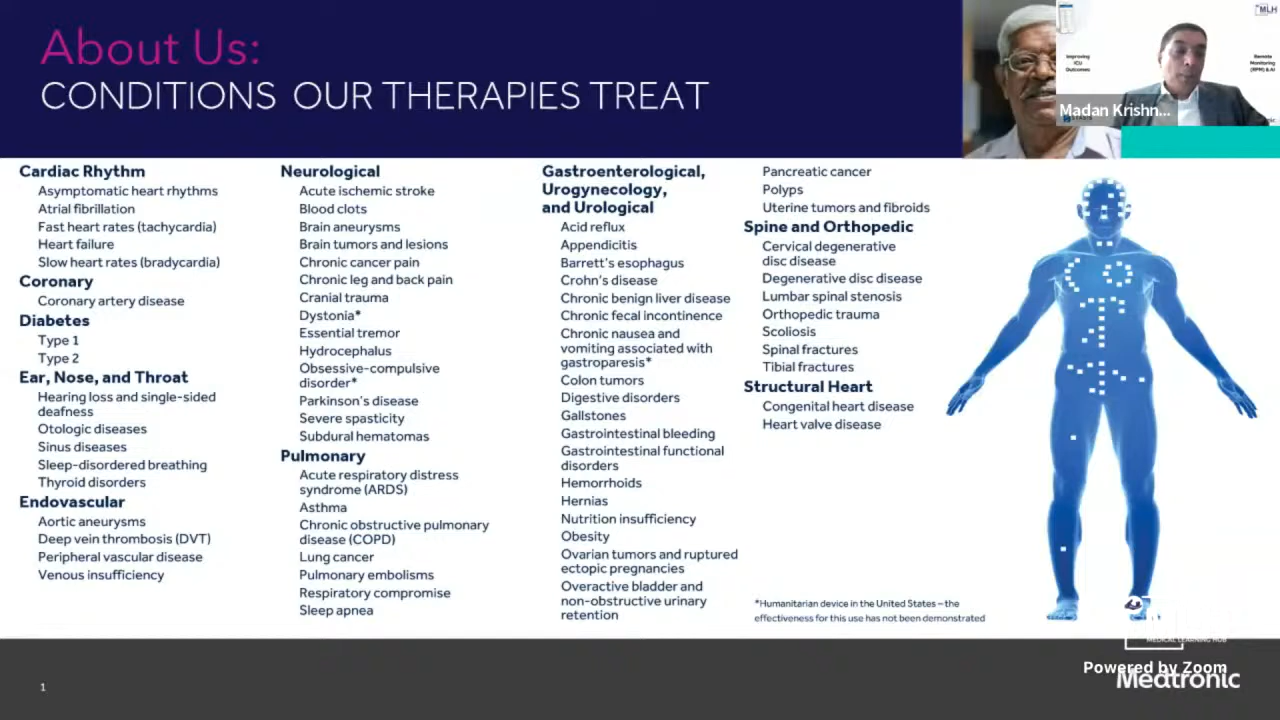 About Us:
CONDITIONS OUR THERAPIES TREAT
MLH
Improving
ICU
Outcomes
Remote
Monitoring
(RPM) & AI
Madan Krishn...
Cardiac Rhythm
Asymptomatic heart rhythms
Atrial fibrillation
Fast heart rates (tachycardia)
Heart failure
Slow heart rates (bradycardia)
Coronary
Coronary artery disease
Diabetes
Type 1
Type 2
Ear, Nose, and Throat
Hearing loss and single-sided
deafness
Otologic diseases
Sinus diseases
Sleep-disordered breathing
Thyroid disorders
Endovascular
Aortic aneurysms
Deep vein thrombosis (DVT)
Peripheral vascular disease
Venous insufficiency
Neurological
Acute ischemic stroke
Blood clots
Brain aneurysms
Brain tumors and lesions
Chronic cancer pain
Chronic leg and back pain
Cranial trauma
Dystonia*
Essential tremor
Hydrocephalus
Obsessive-compulsive
disorder*
Parkinson's disease
Severe spasticity
Subdural hematomas
Pulmonary
Acute respiratory distress
syndrome (ARDS)
Asthma
Chronic obstructive pulmonary
disease (COPD)
Lung cancer
Pulmonary embolisms
Respiratory compromise
Sleep apnea
Gastroenterological,
Urogynecology,
and Urological
Acid reflux
Appendicitis
Barrett's esophagus
Crohn's disease
Chronic benign liver disease
Chronic fecal incontinence
Chronic nausea and
vomiting associated with
gastroparesis*
Colon tumors
Digestive disorders
Gallstones
Gastrointestinal bleeding
Gastrointestinal functional
disorders
Hemorrhoids
Hernias
Nutrition insufficiency
Obesity
Ovarian tumors and ruptured
ectopic pregnancies
Overactive bladder and
non-obstructive urinary
retention
Pancreatic cancer
Polyps
Uterine tumors and fibroids
Spine and Orthopedic
Cervical degenerative
disc disease
Degenerative disc disease
Lumbar spinal stenosis
Orthopedic trauma
Scoliosis
Spinal fractures
Tibial fractures
Structural Heart
Congenital heart disease
Heart valve disease
*Humanitarian device in the United States – the
effectiveness for this use has not been demonstrated
MEDICAL LEARNING HUB
Powered by Zoom
Medtronic
1